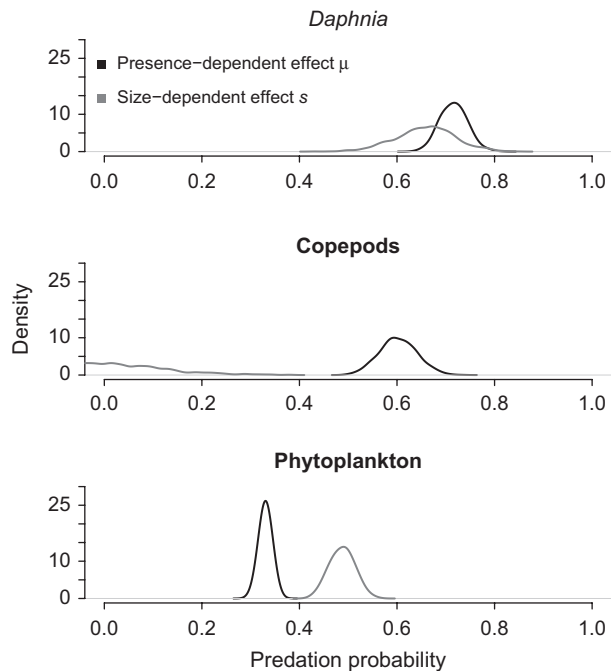 Daphnia
25
10
0
Presence−dependent effect μ
Size−dependent effect s
0.0 0.2 0.4 0.6 0.8 1.0
Copepods
Density
25
10
0
0.0 0.2 0.4 0.6 0.8 1.0
Phytoplankton
25
10
0
0.0 0.2 0.4 0.6 0.8 1.0
Predation probability